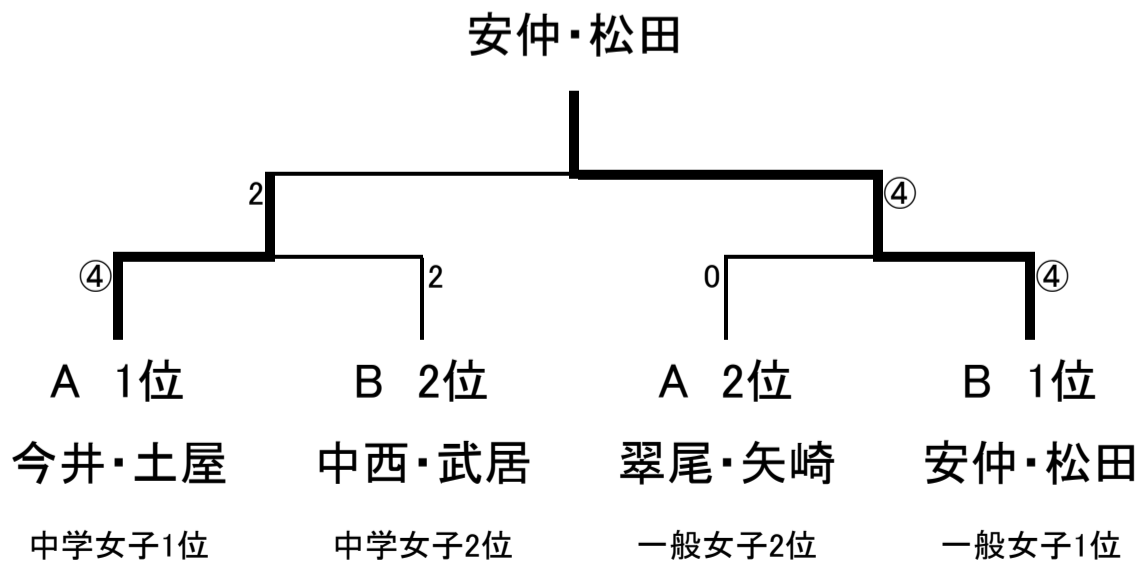 安仲・松田
2 ④
④ 2 0 ④
A 1位 B 2位 A 2位 B 1位
今井・土屋 中西・武居 翠尾・矢崎 安仲・松田
中学女子1位 中学女子2位 一般女子2位 一般女子1位